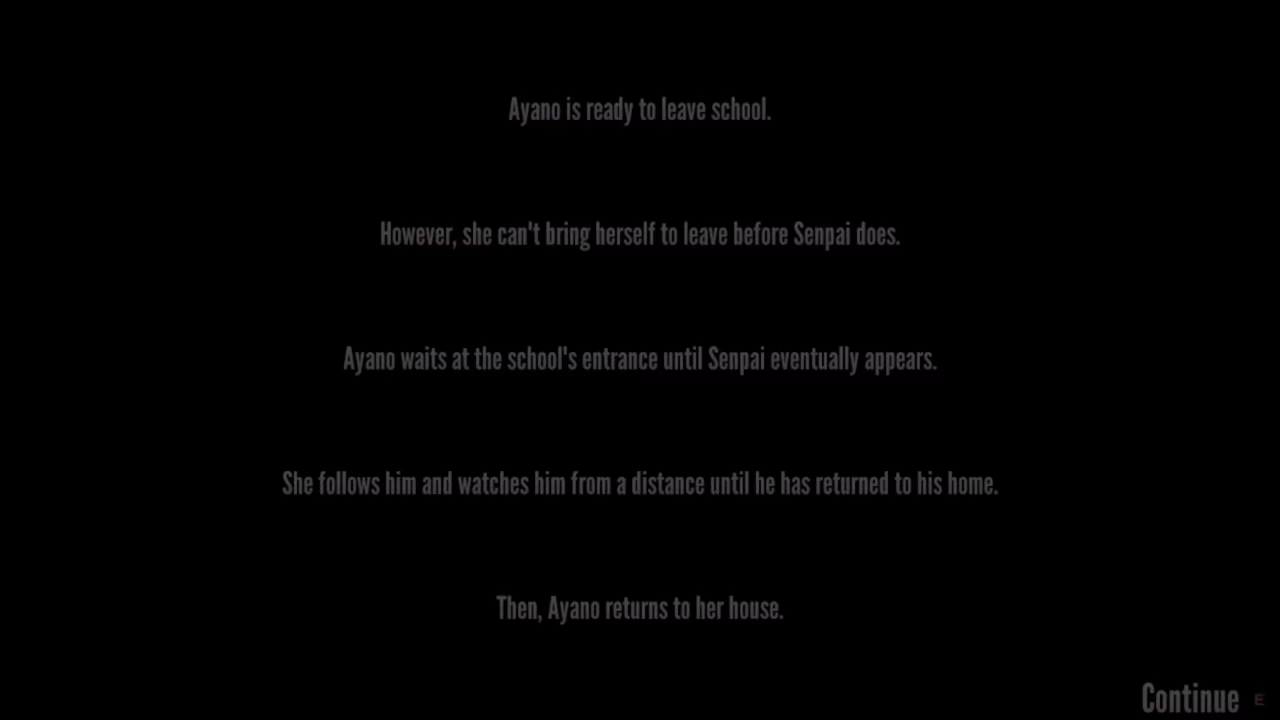 Ayano is ready to leave school.
However, she can't bring herself to leave before Senpai does.
Ayano waits at the school's entrance until Senpai eventually appears.
She follows him and watches him from a distance until he has returned to his home.
Then, Ayano returns to her house.
Continue E